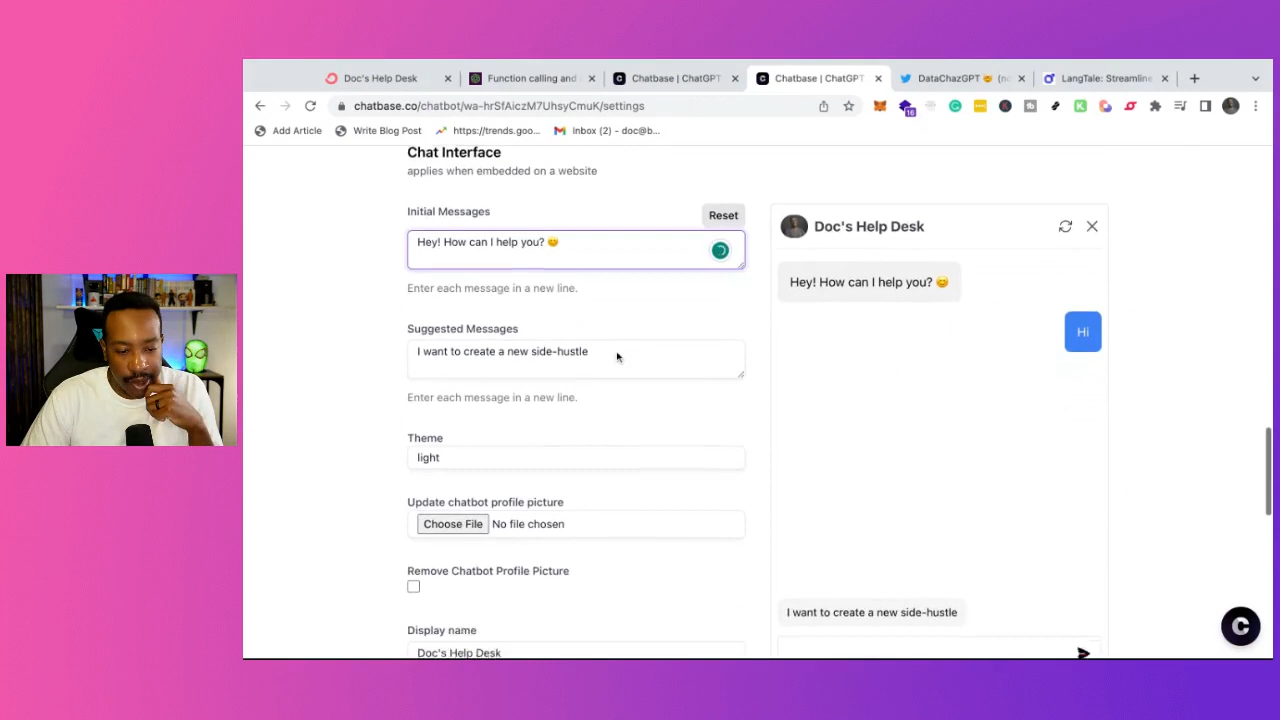 Doc's Help Desk
Function calling and
Chatbase | ChatGPT
Chatbase | ChatGPT
DataChazGPT 🤯 (no
LangTale: Streamline
chatbase.co/chatbot/wa-hrSfAiczM7UhsyCmuK/settings
16
Add Article
Write Blog Post
https://trends.goo...
Inbox (2) - doc@b...
Chat Interface
applies when embedded on a website
Initial Messages
Reset
Hey! How can I help you? 😊
Enter each message in a new line.
Suggested Messages
I want to create a new side-hustle
Enter each message in a new line.
Theme
light
Update chatbot profile picture
Choose File No file chosen
Remove Chatbot Profile Picture
Display name
Doc's Help Desk
Doc's Help Desk
Hey! How can I help you? 😊
Hi
I want to create a new side-hustle
C